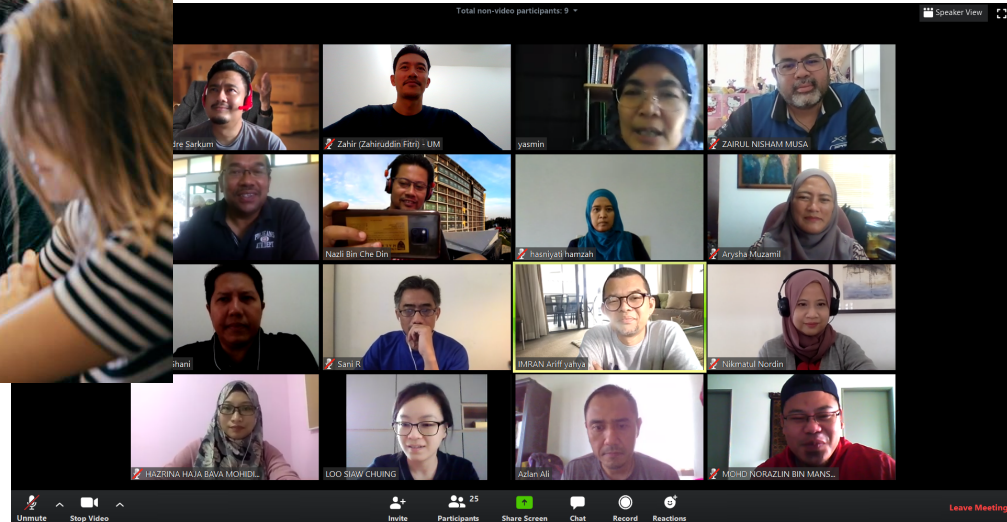 Total non-video participants: 9
Speaker View
dre Sarkum
Zahir (Zahiruddin Fitri) - UM
yasmin
ZAIRUL NISHAM MUSA
Nazli Bin Che Din
hasniyati hamzah
Arysha Muzamil
Shani
Sani R
IMRAN Ariff yahya
Nikmatul Nordin
HAZRINA HAJA BAVA MOHIDI...
LOO SIAW CHUING
Azlan Ali
MOHD NORAZLIN BIN MANS...
Unmute
Stop Video
Invite
Participants
25
Share Screen
Chat
Record
Reactions
Leave Meeting